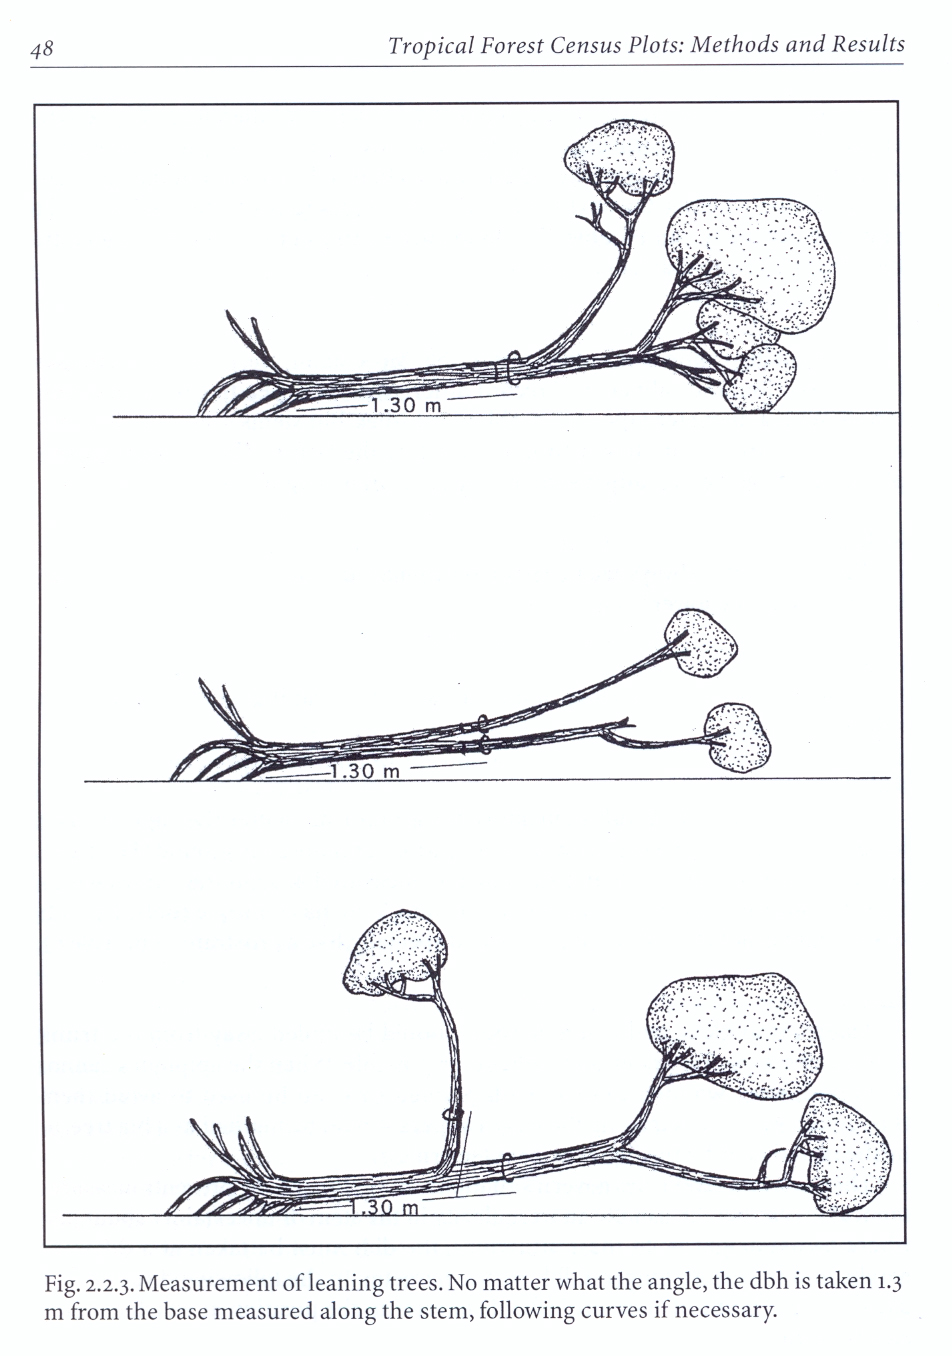 48
Tropical Forest Census Plots: Methods and Results
1.30 m
1.30 m
1.30 m
Fig. 2.2.3. Measurement of leaning trees. No matter what the angle, the dbh is taken 1.3
m from the base measured along the stem, following curves if necessary.